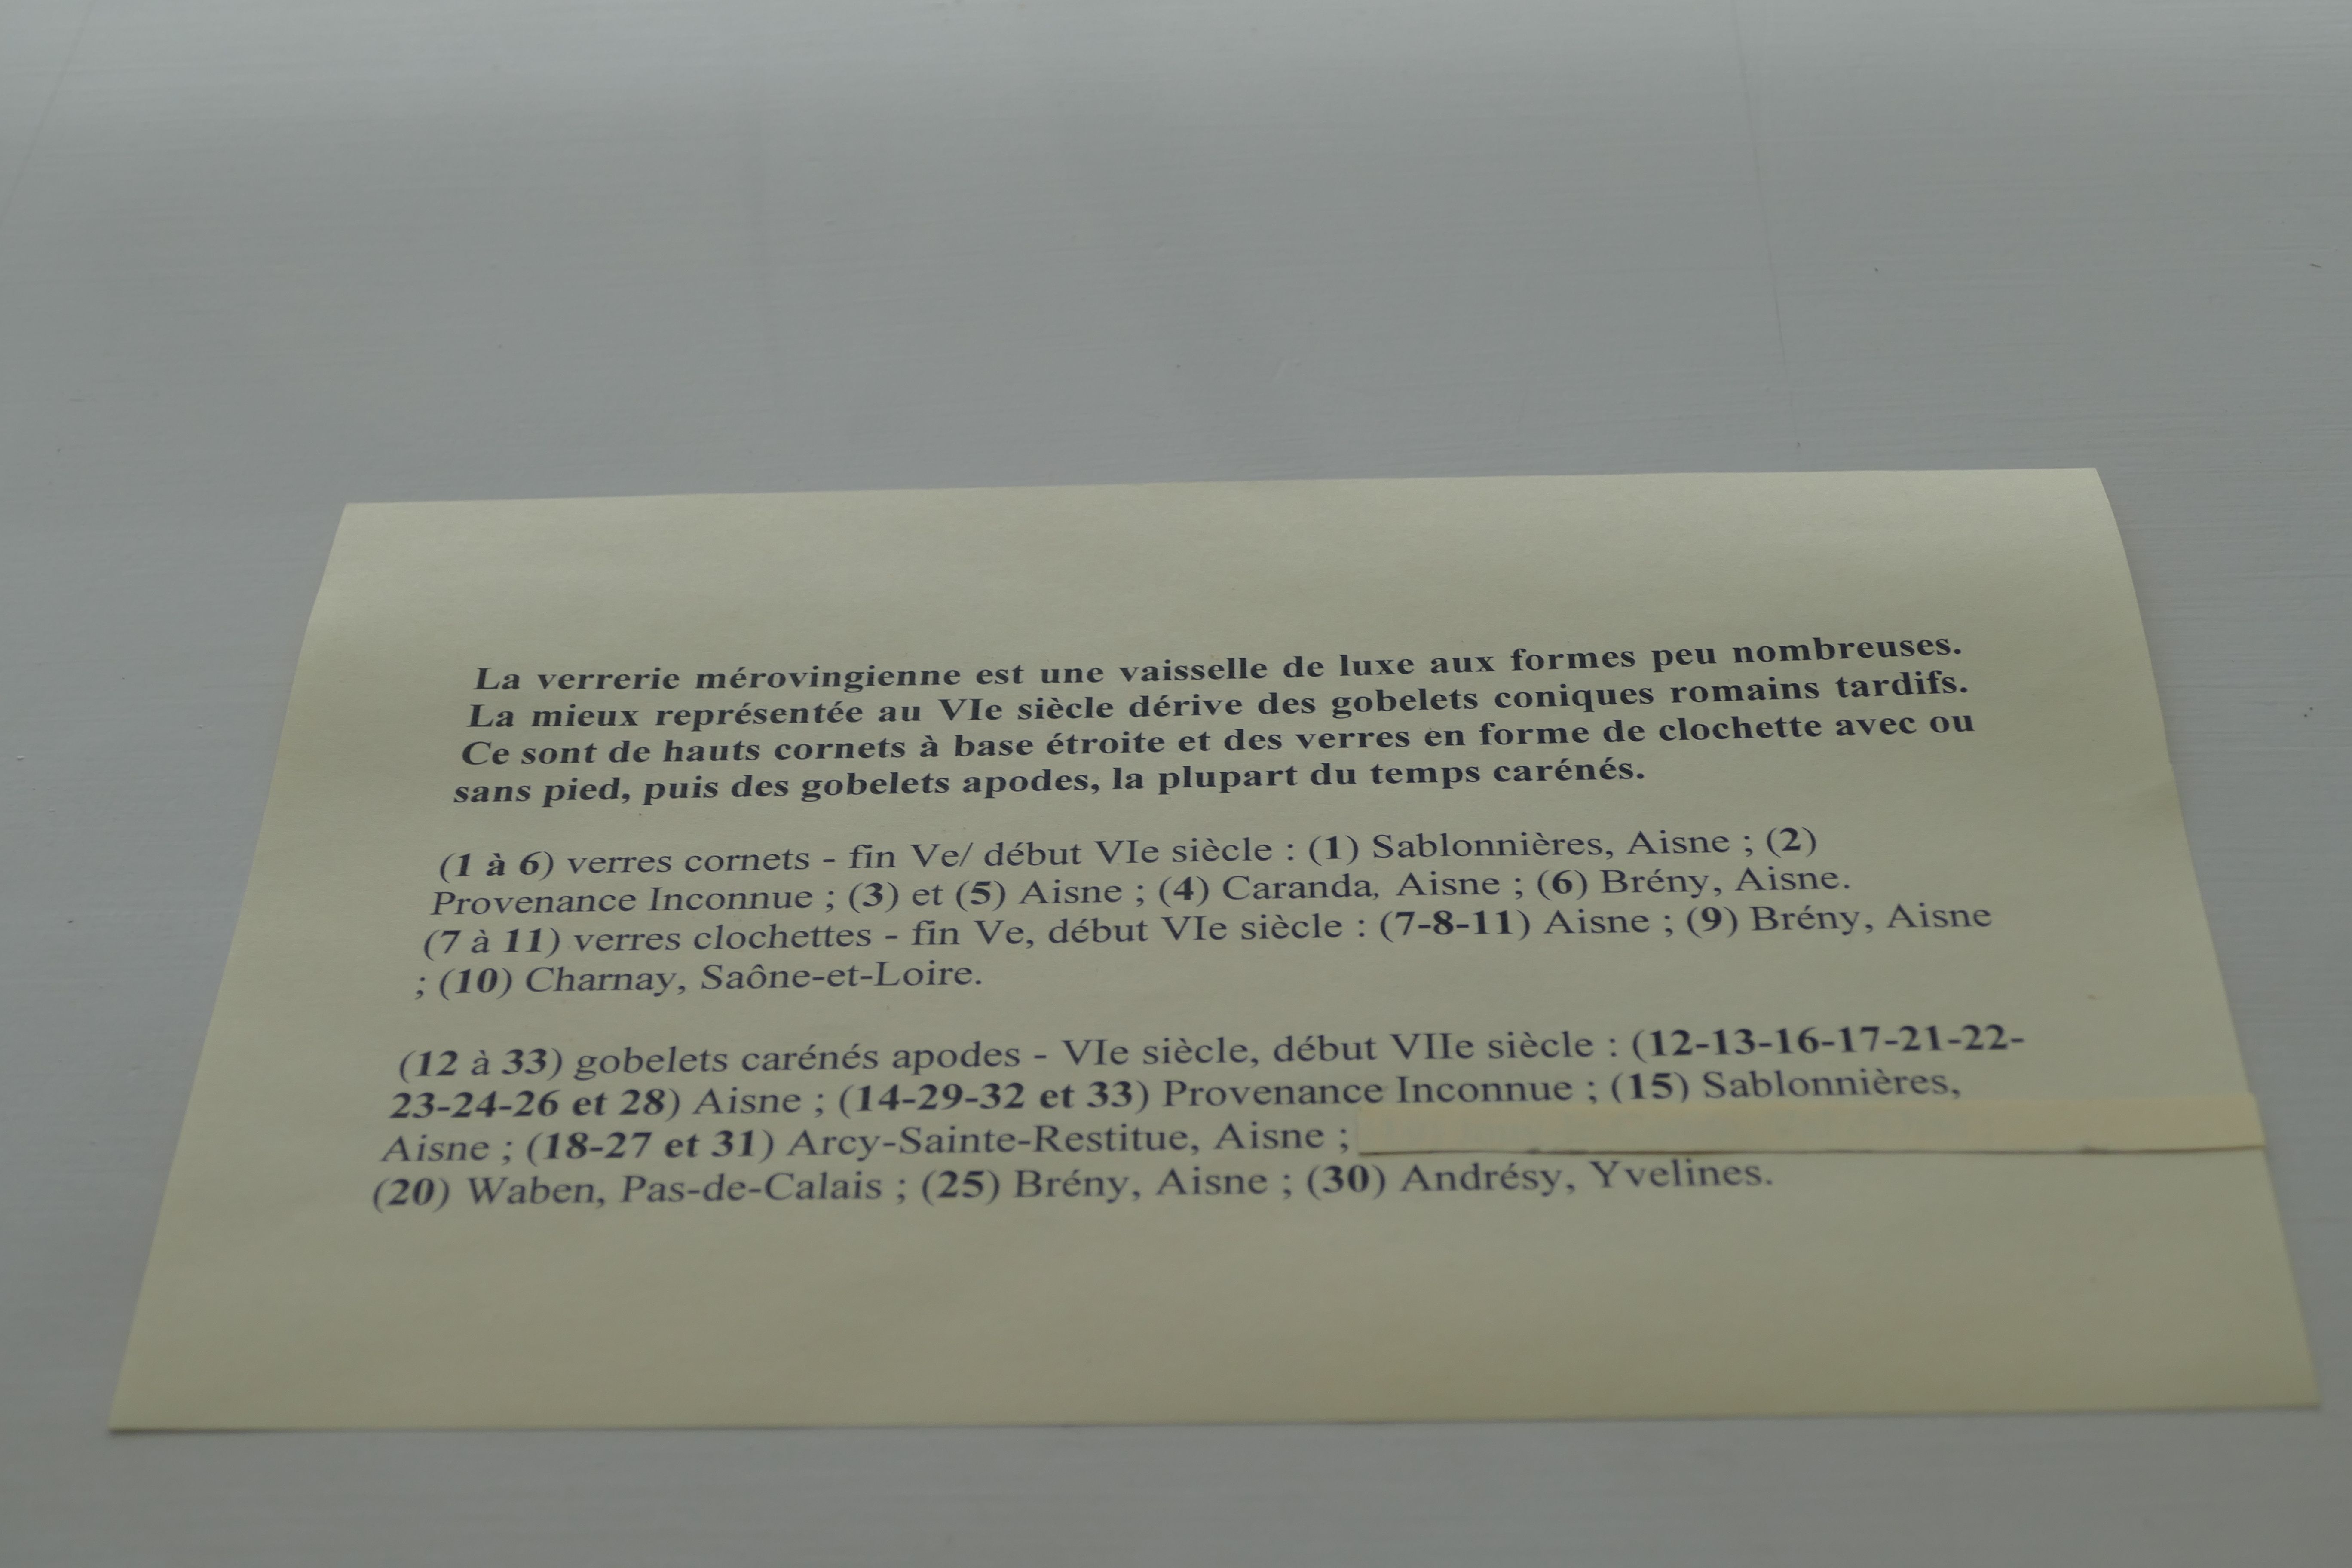 La verrerie mérovingienne est une vaisselle de luxe aux formes peu nombreuses.
La mieux représentée au VIe siècle dérive des gobelets coniques romains tardifs.
Ce sont de hauts cornets à base étroite et des verres en forme de clochette avec ou
sans pied, puis des gobelets apodes, la plupart du temps carénés.
(1 à 6) verres cornets - fin Ve/ début VIe siècle : (1) Sablonnières, Aisne ; (2)
Provenance Inconnue ; (3) et (5) Aisne ; (4) Caranda, Aisne ; (6) Brény, Aisne.
(7 à 11) verres clochettes - fin Ve, début VIe siècle : (7-8-11) Aisne ; (9) Brény, Aisne
; (10) Charnay, Saône-et-Loire.
(12 à 33) gobelets carénés apodes - VIe siècle, début VIIe siècle : (12-13-16-17-21-22-
23-24-26 et 28) Aisne ; (14-29-32 et 33) Provenance Inconnue ; (15) Sablonnières,
Aisne ; (18-27 et 31) Arcy-Sainte-Restitue, Aisne ;
(20) Waben, Pas-de-Calais ; (25) Brény, Aisne ; (30) Andrésy, Yvelines.